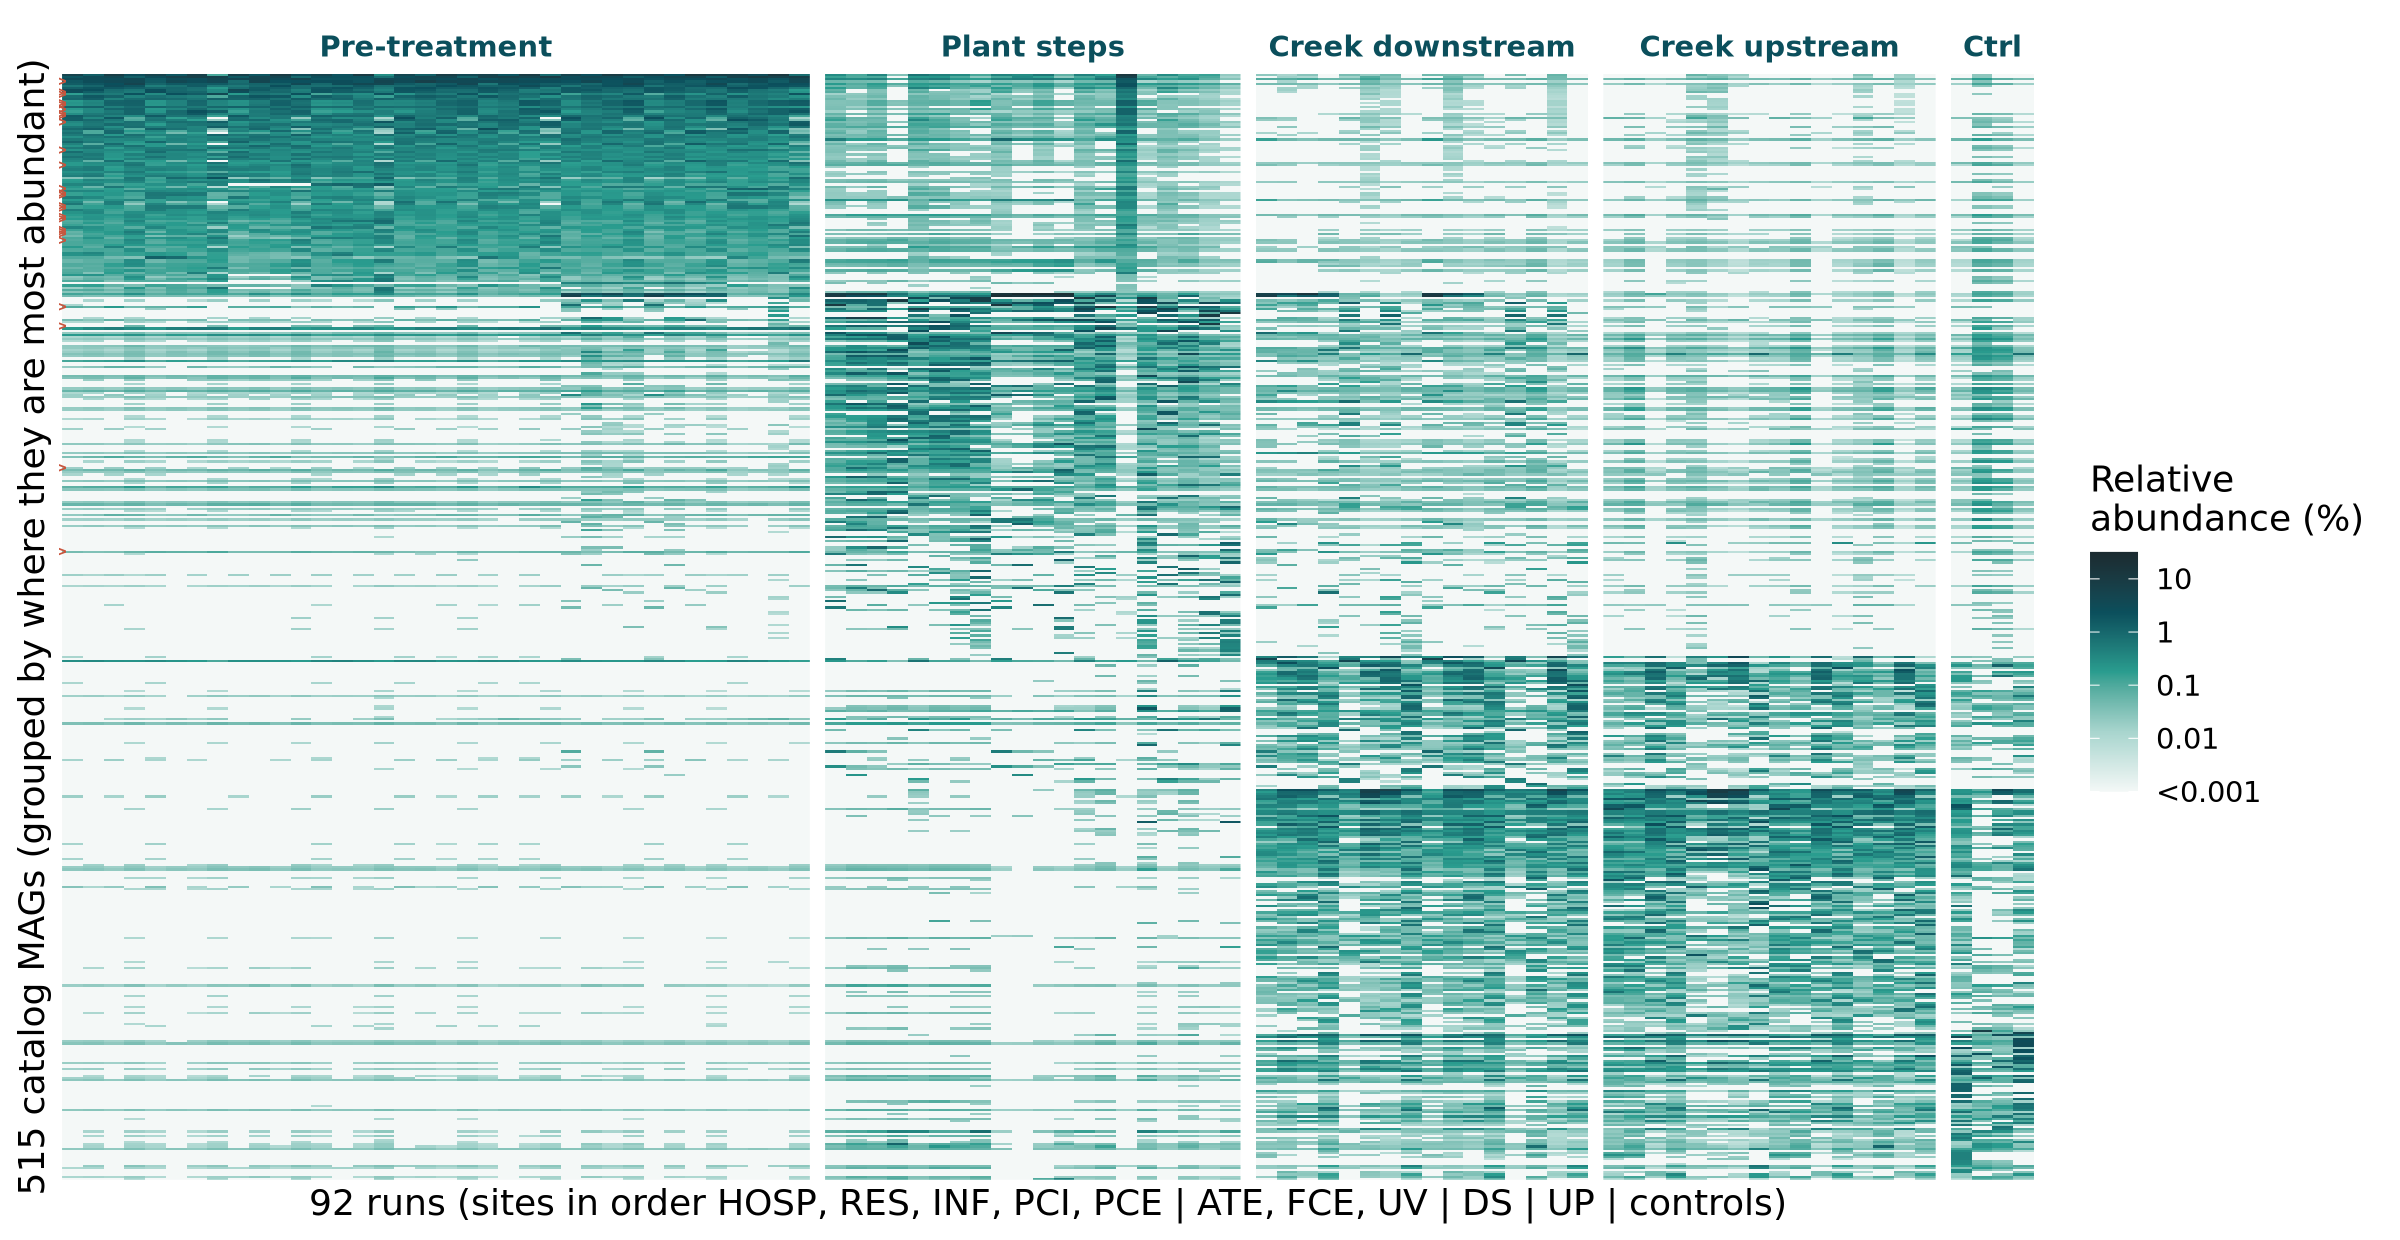 Pre-treatment
Plant steps
Creek downstream
Creek upstream
Ctrl
515 catalog MAGs (grouped by where they are most abundant)
Relative
abundance (%)
10
1
0.1
0.01
<0.001
92 runs (sites in order HOSP, RES, INF, PCI, PCE | ATE, FCE, UV | DS | UP | controls)